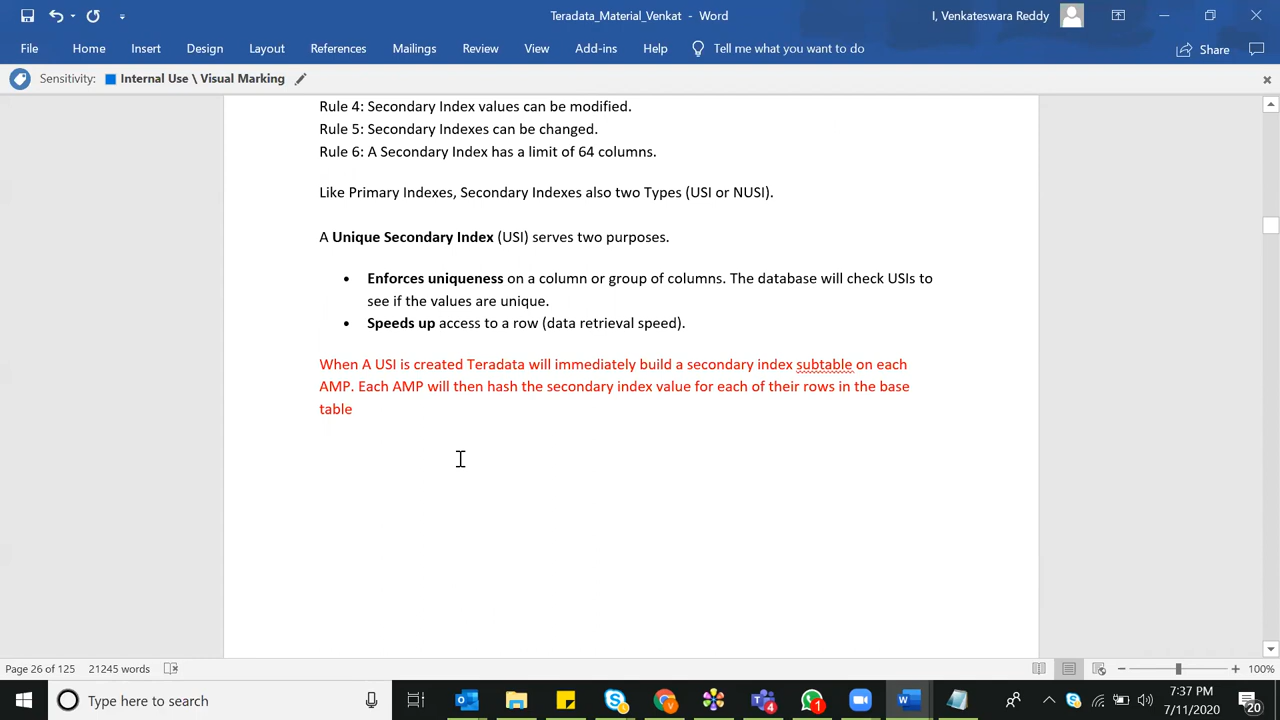 Teradata_Material_Venkat - Word
I, Venkateswara Reddy
File Home Insert Design Layout References Mailings Review View Add-ins Help Tell me what you want to do Share
Sensitivity: Internal Use \ Visual Marking
Rule 4: Secondary Index values can be modified.
Rule 5: Secondary Indexes can be changed.
Rule 6: A Secondary Index has a limit of 64 columns.
Like Primary Indexes, Secondary Indexes also two Types (USI or NUSI).
A Unique Secondary Index (USI) serves two purposes.
• Enforces uniqueness on a column or group of columns. The database will check USIs to
see if the values are unique.
• Speeds up access to a row (data retrieval speed).
When A USI is created Teradata will immediately build a secondary index subtable on each
AMP. Each AMP will then hash the secondary index value for each of their rows in the base
table
Page 26 of 125 21245 words 100%
Type here to search
1
4
7:37 PM
7/11/2020
20